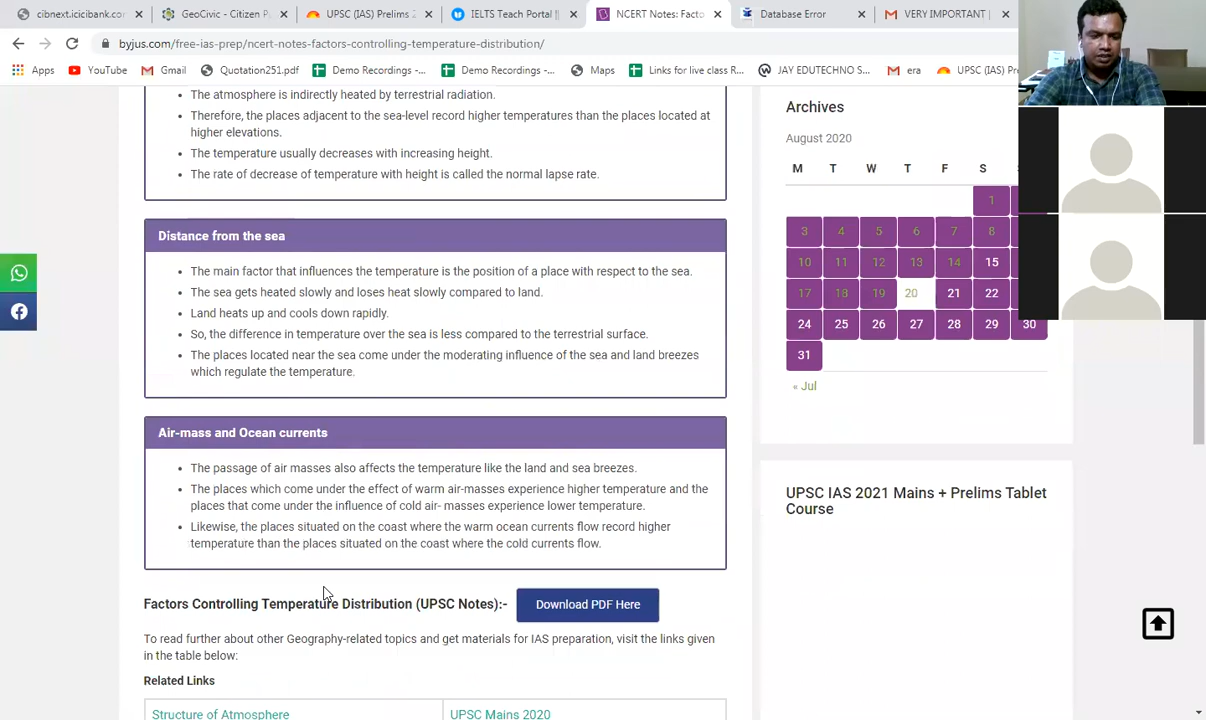 cibnext.icicibank.con
GeoCivic - Citizen P
UPSC (IAS) Prelims 2
IELTS Teach Portal ||
NCERT Notes: Facto
Database Error
VERY IMPORTANT |
byjus.com/free-ias-prep/ncert-notes-factors-controlling-temperature-distribution/
Apps
YouTube
Gmail
Quotation251.pdf
Demo Recordings -...
Demo Recordings -...
Maps
Links for live class R...
JAY EDUTECHNO S...
era
UPSC (IAS) Pr
The atmosphere is indirectly heated by terrestrial radiation.
Therefore, the places adjacent to the sea-level record higher temperatures than the places located at
higher elevations.
The temperature usually decreases with increasing height.
The rate of decrease of temperature with height is called the normal lapse rate.
Distance from the sea
The main factor that influences the temperature is the position of a place with respect to the sea.
The sea gets heated slowly and loses heat slowly compared to land.
Land heats up and cools down rapidly.
So, the difference in temperature over the sea is less compared to the terrestrial surface.
The places located near the sea come under the moderating influence of the sea and land breezes
which regulate the temperature.
Air-mass and Ocean currents
The passage of air masses also affects the temperature like the land and sea breezes.
The places which come under the effect of warm air-masses experience higher temperature and the
places that come under the influence of cold air- masses experience lower temperature.
Likewise, the places situated on the coast where the warm ocean currents flow record higher
temperature than the places situated on the coast where the cold currents flow.
Factors Controlling Temperature Distribution (UPSC Notes):-
Download PDF Here
To read further about other Geography-related topics and get materials for IAS preparation, visit the links given
in the table below:
Related Links
Structure of Atmosphere
UPSC Mains 2020
Archives
August 2020
M T W T F S
1
3 4 5 6 7 8
10 11 12 13 14 15
17 18 19 20 21 22
24 25 26 27 28 29 30
31
« Jul
UPSC IAS 2021 Mains + Prelims Tablet
Course